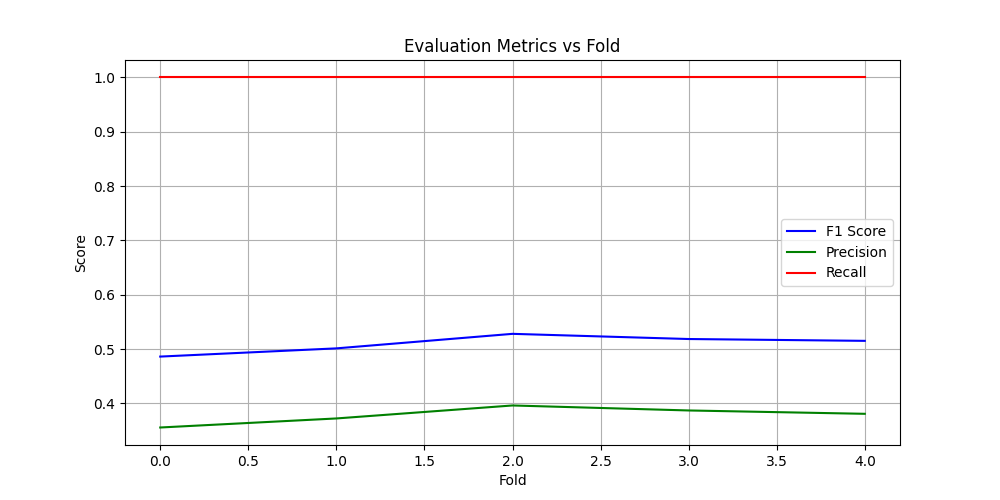 Evaluation Metrics vs Fold
Score
1.0
0.9
0.8
0.7
0.6
0.5
0.4
F1 Score
Precision
Recall
0.0 0.5 1.0 1.5 2.0 2.5 3.0 3.5 4.0
Fold